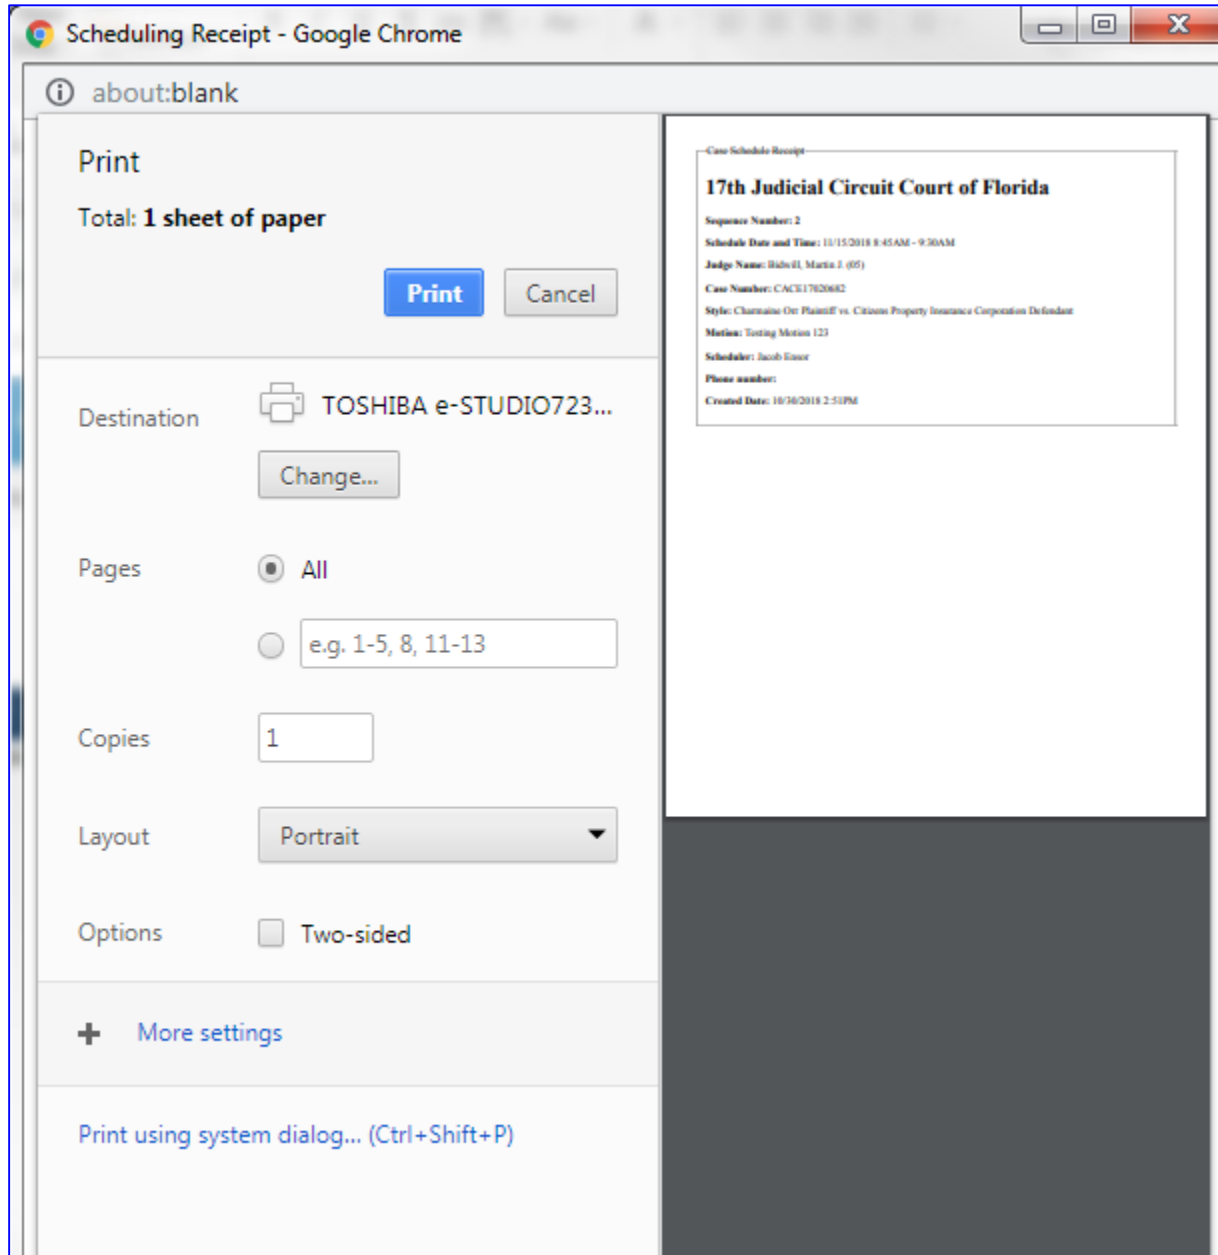 Scheduling Receipt - Google Chrome
about:blank
Print
Total: 1 sheet of paper
Print Cancel
Destination TOSHIBA e-STUDIO723...
Change...
Pages All
e.g. 1-5, 8, 11-13
Copies 1
Layout Portrait
Options Two-sided
More settings
Print using system dialog... (Ctrl+Shift+P)
Case Schedule Receipt
17th Judicial Circuit Court of Florida
Sequence Number: 2
Schedule Date and Time: 11/15/2018 8:45AM - 9:30AM
Judge Name: Bidwill, Martin J. (05)
Case Number: CACE17020682
Style: Charmaine Orr Plaintiff vs. Citizens Property Insurance Corporation Defendant
Motion: Testing Motion 123
Scheduler: Jacob Ensor
Phone number:
Created Date: 10/30/2018 2:51PM